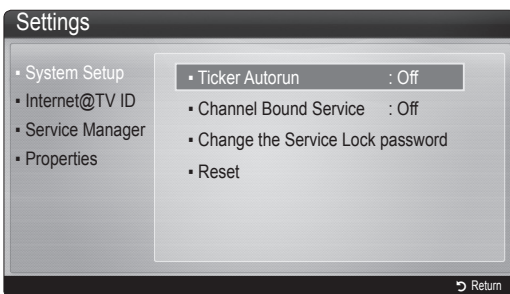 Settings
▪ System Setup
▪ Internet@TV ID
▪ Service Manager
▪ Properties
▪ Ticker Autorun : Off
▪ Channel Bound Service : Off
▪ Change the Service Lock password
▪ Reset
Return